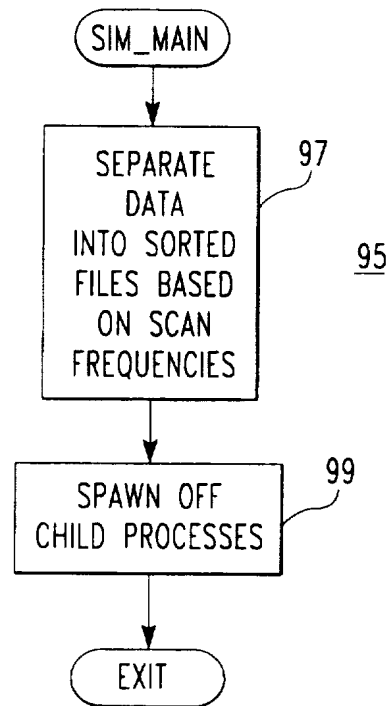 SIM_MAIN
SEPARATE
DATA
INTO SORTED
FILES BASED
ON SCAN
FREQUENCIES
97
95
SPAWN OFF
CHILD PROCESSES
99
EXIT